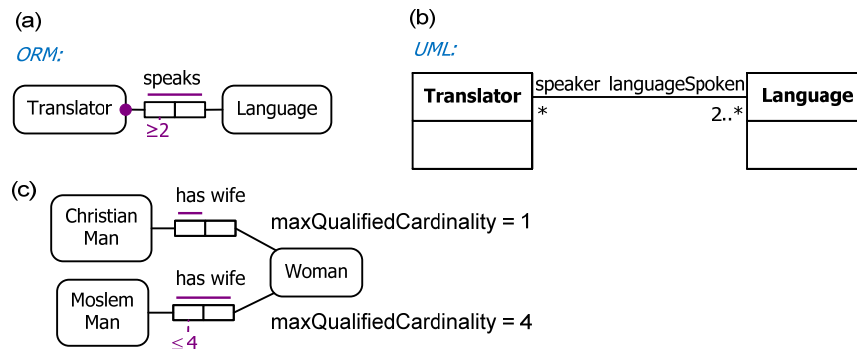 (a)
ORM:
speaks
Translator
Language
≥2
(b)
UML:
Translator
speaker languageSpoken
Language
* 2..*
(c)
Christian
Man
has wife
maxQualifiedCardinality = 1
Woman
Moslem
Man
has wife
≤4
maxQualifiedCardinality = 4